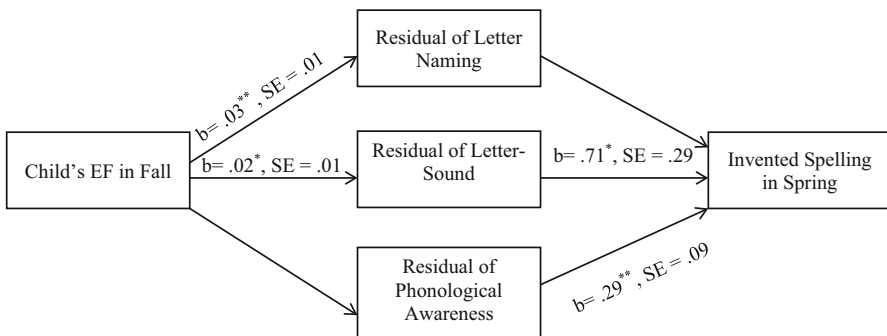 Residual of Letter
Naming
b= .03**, SE = .01
Child's EF in Fall
b= .02*, SE = .01
Residual of Letter-
Sound
b= .71*, SE = .29
Invented Spelling
in Spring
Residual of
Phonological
Awareness
b= .29**, SE = .09